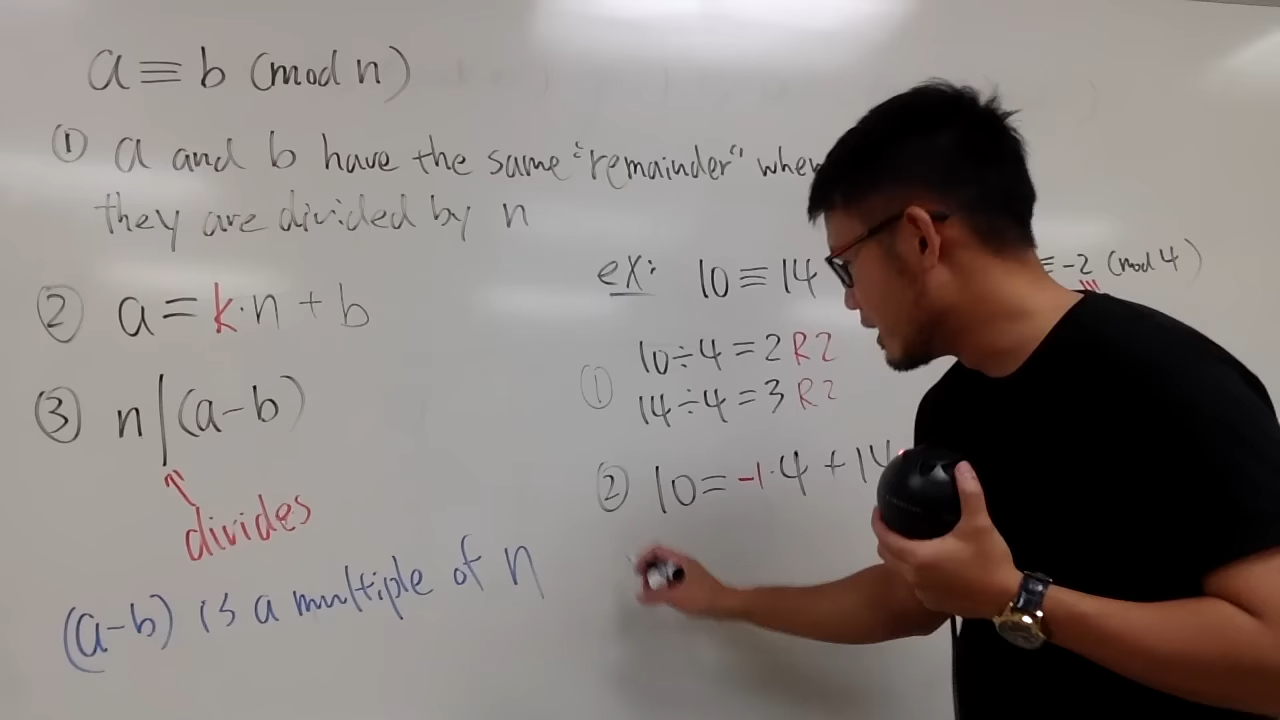 a ≡ b (mod n)
① a and b have the same "remainder" when
they are divided by n
② a = k·n + b
③ n | (a-b)
divides
(a-b) is a multiple of n
ex: 10 ≡ 14 ≡ -2 (mod 4)
① 10 ÷ 4 = 2 R2
14 ÷ 4 = 3 R2
② 10 = -1·4 + 14